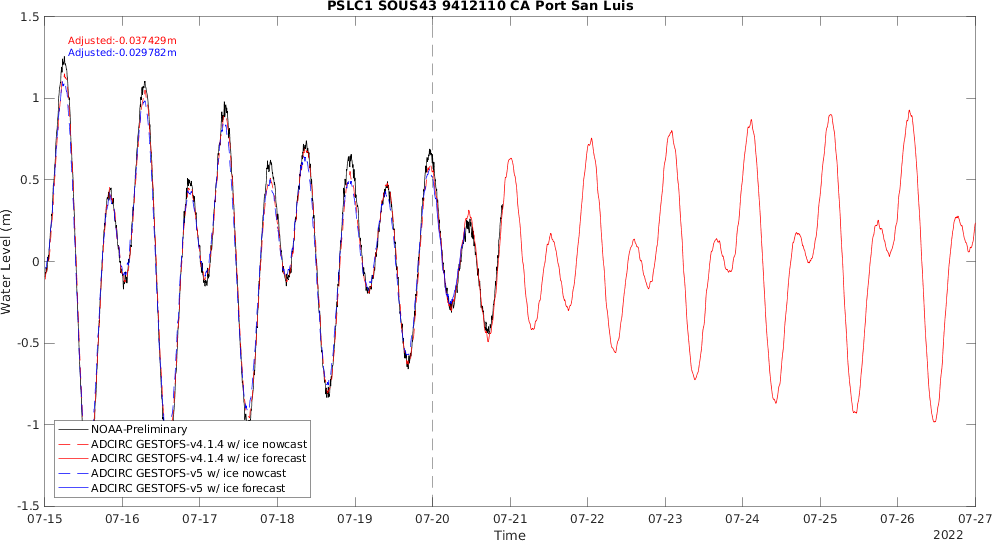 PSLC1 SOUS43 9412110 CA Port San Luis
Adjusted:-0.037429m
Adjusted:-0.029782m
1.5
1
0.5
0
-0.5
-1
-1.5
Water Level (m)
NOAA-Preliminary
ADCIRC GESTOFS-v4.1.4 w/ ice nowcast
ADCIRC GESTOFS-v4.1.4 w/ ice forecast
ADCIRC GESTOFS-v5 w/ ice nowcast
ADCIRC GESTOFS-v5 w/ ice forecast
07-15 07-16 07-17 07-18 07-19 07-20 07-21 07-22 07-23 07-24 07-25 07-26 07-27
Time
2022